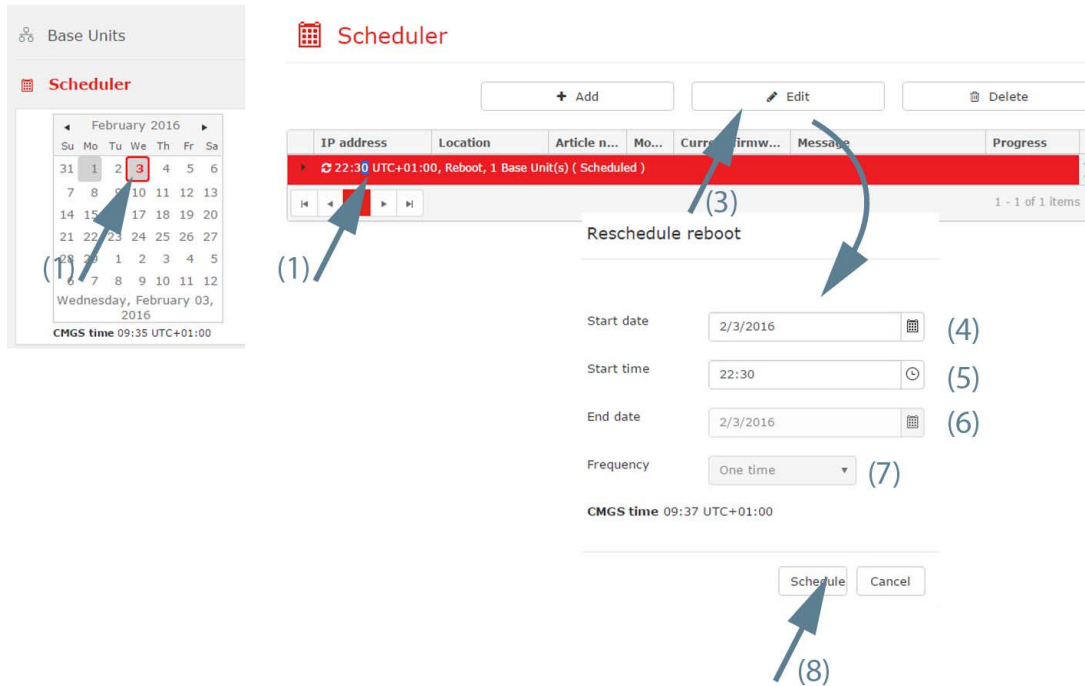 Base Units
Scheduler
February 2016
Su Mo Tu We Th Fr Sa
31 1 2 3 4 5 6
7 8 9 10 11 12 13
14 15 17 18 19 20
21 22 23 24 25 26 27
28 29 1 2 3 4 5
6 7 8 9 10 11 12
Wednesday, February 03,
2016
CMGS time 09:35 UTC+01:00
(1)
Scheduler
+ Add
Edit
Delete
IP address Location Article n... Mo... Current firmw... Message Progress
22:30 UTC+01:00, Reboot, 1 Base Unit(s) ( Scheduled )
1 - 1 of 1 items
(1)
(3)
Reschedule reboot
Start date 2/3/2016 (4)
Start time 22:30 (5)
End date 2/3/2016 (6)
Frequency One time (7)
CMGS time 09:37 UTC+01:00
Schedule Cancel
(8)